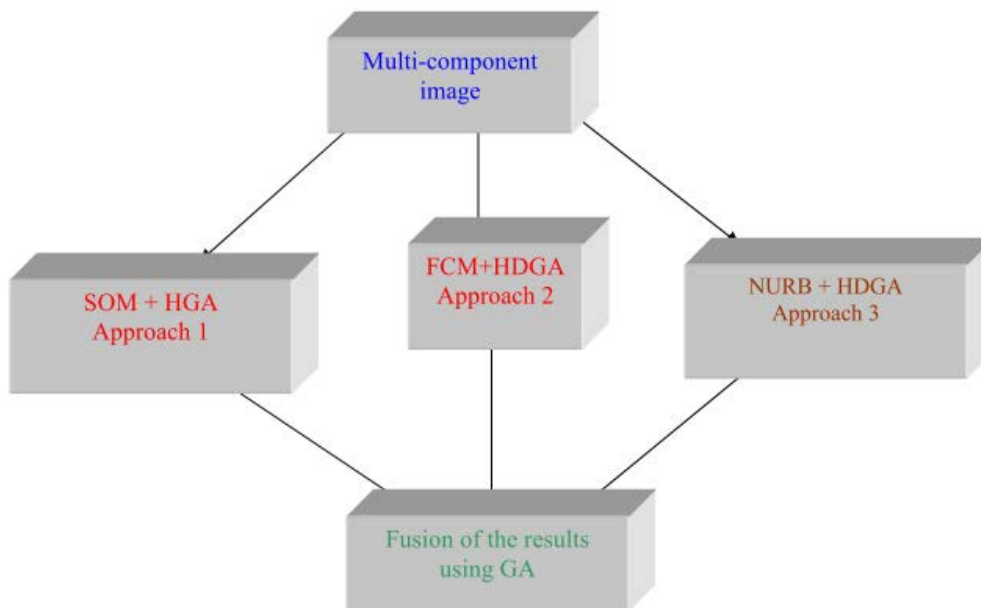 Multi-component
image
SOM + HGA
Approach 1
FCM+HDGA
Approach 2
NURB + HDGA
Approach 3
Fusion of the results
using GA